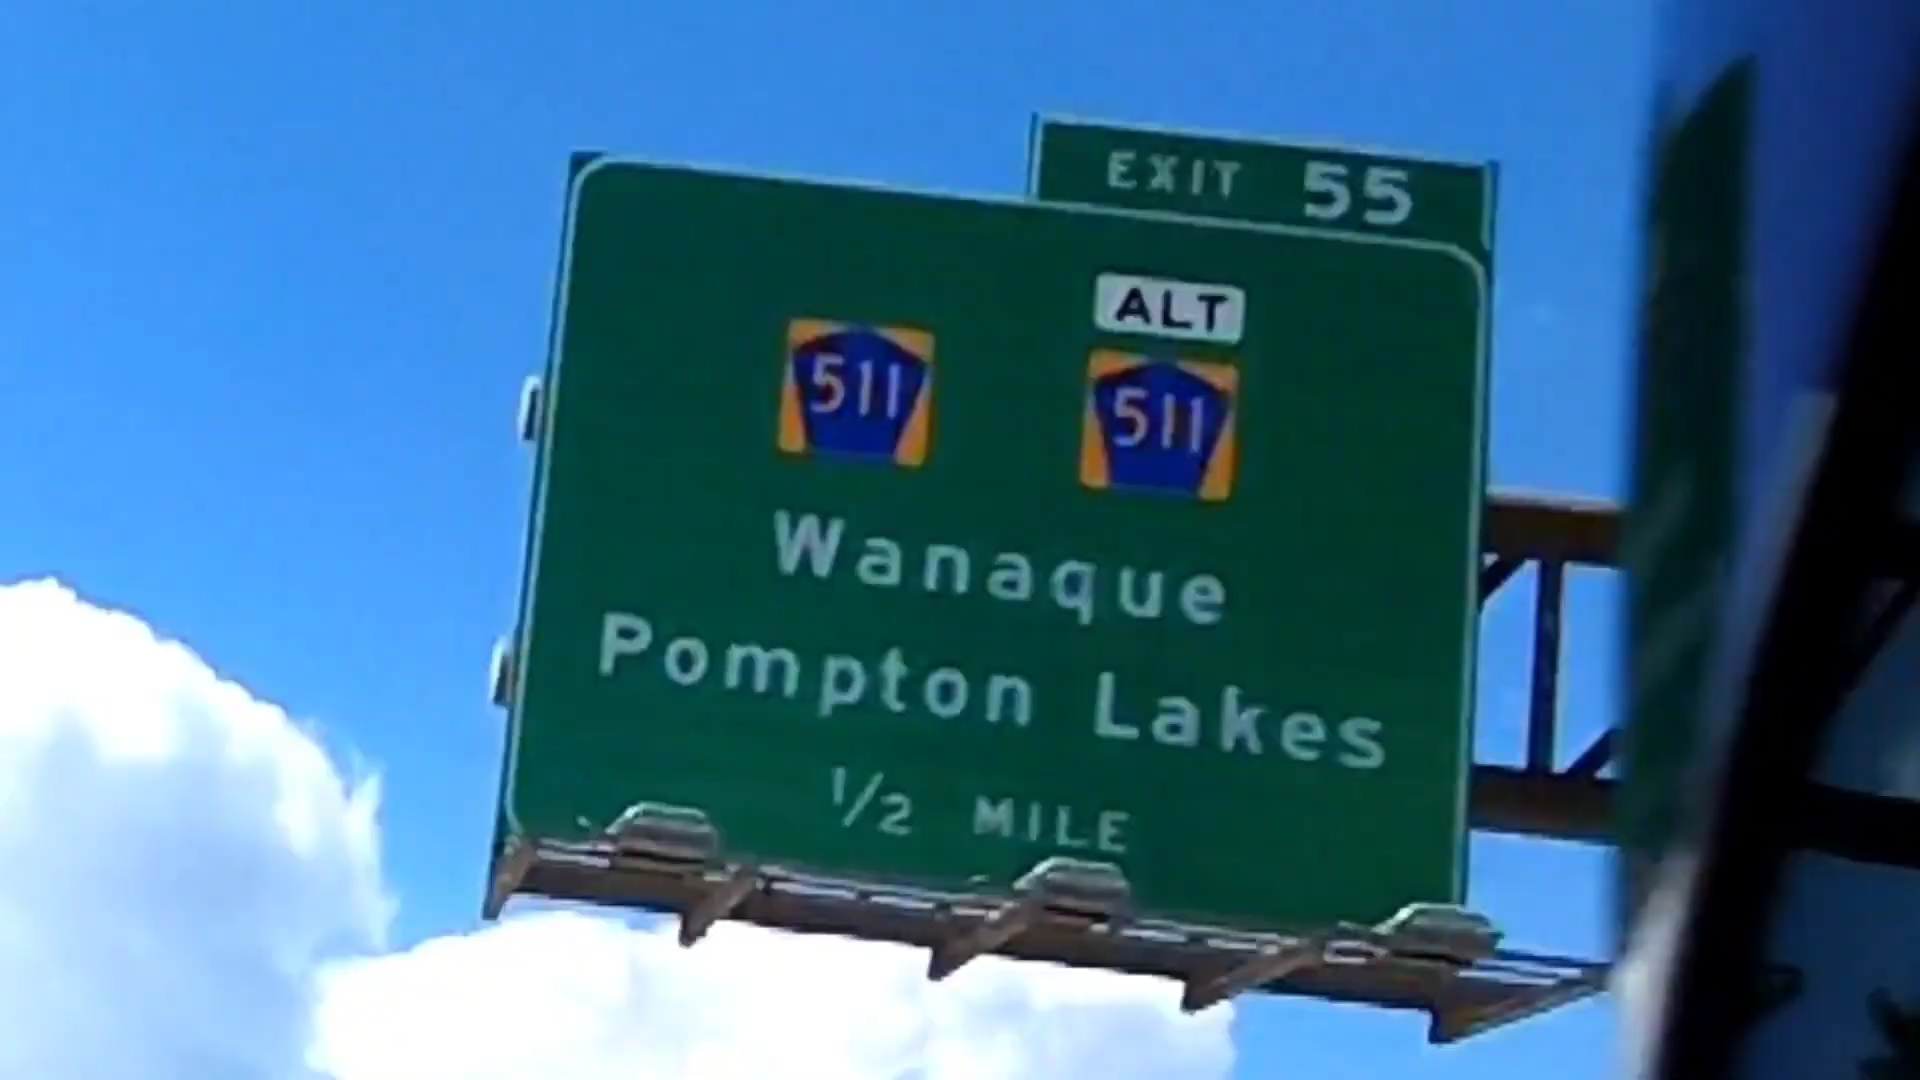 EXIT 55
ALT
511 511
Wanaque
Pompton Lakes
1/2 MILE